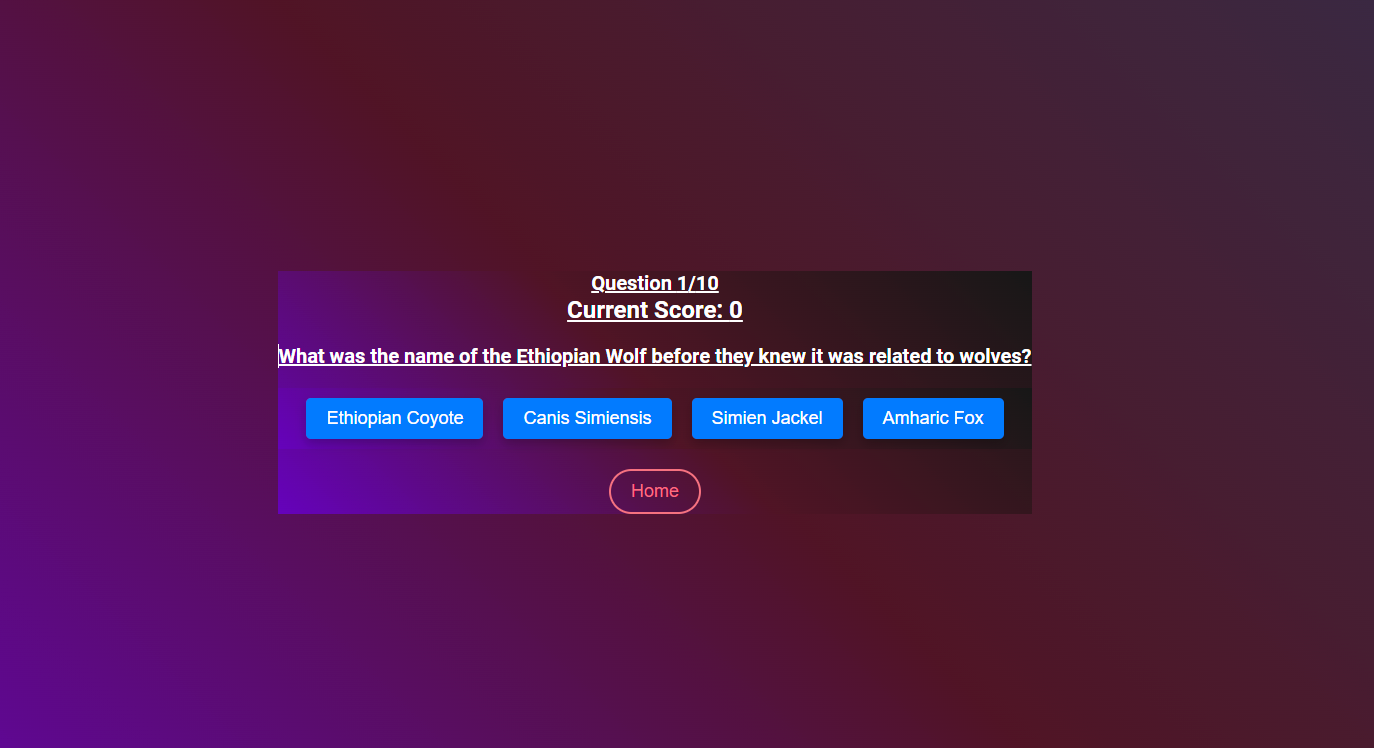 Question 1/10
Current Score: 0
What was the name of the Ethiopian Wolf before they knew it was related to wolves?
Ethiopian Coyote Canis Simiensis Simien Jackel Amharic Fox
Home